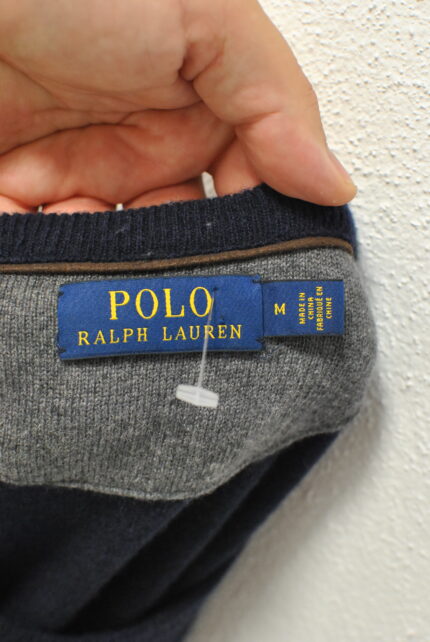 POLO
RALPH LAUREN
M
MADE IN
CHINA
FABRIQUÉ EN
CHINE